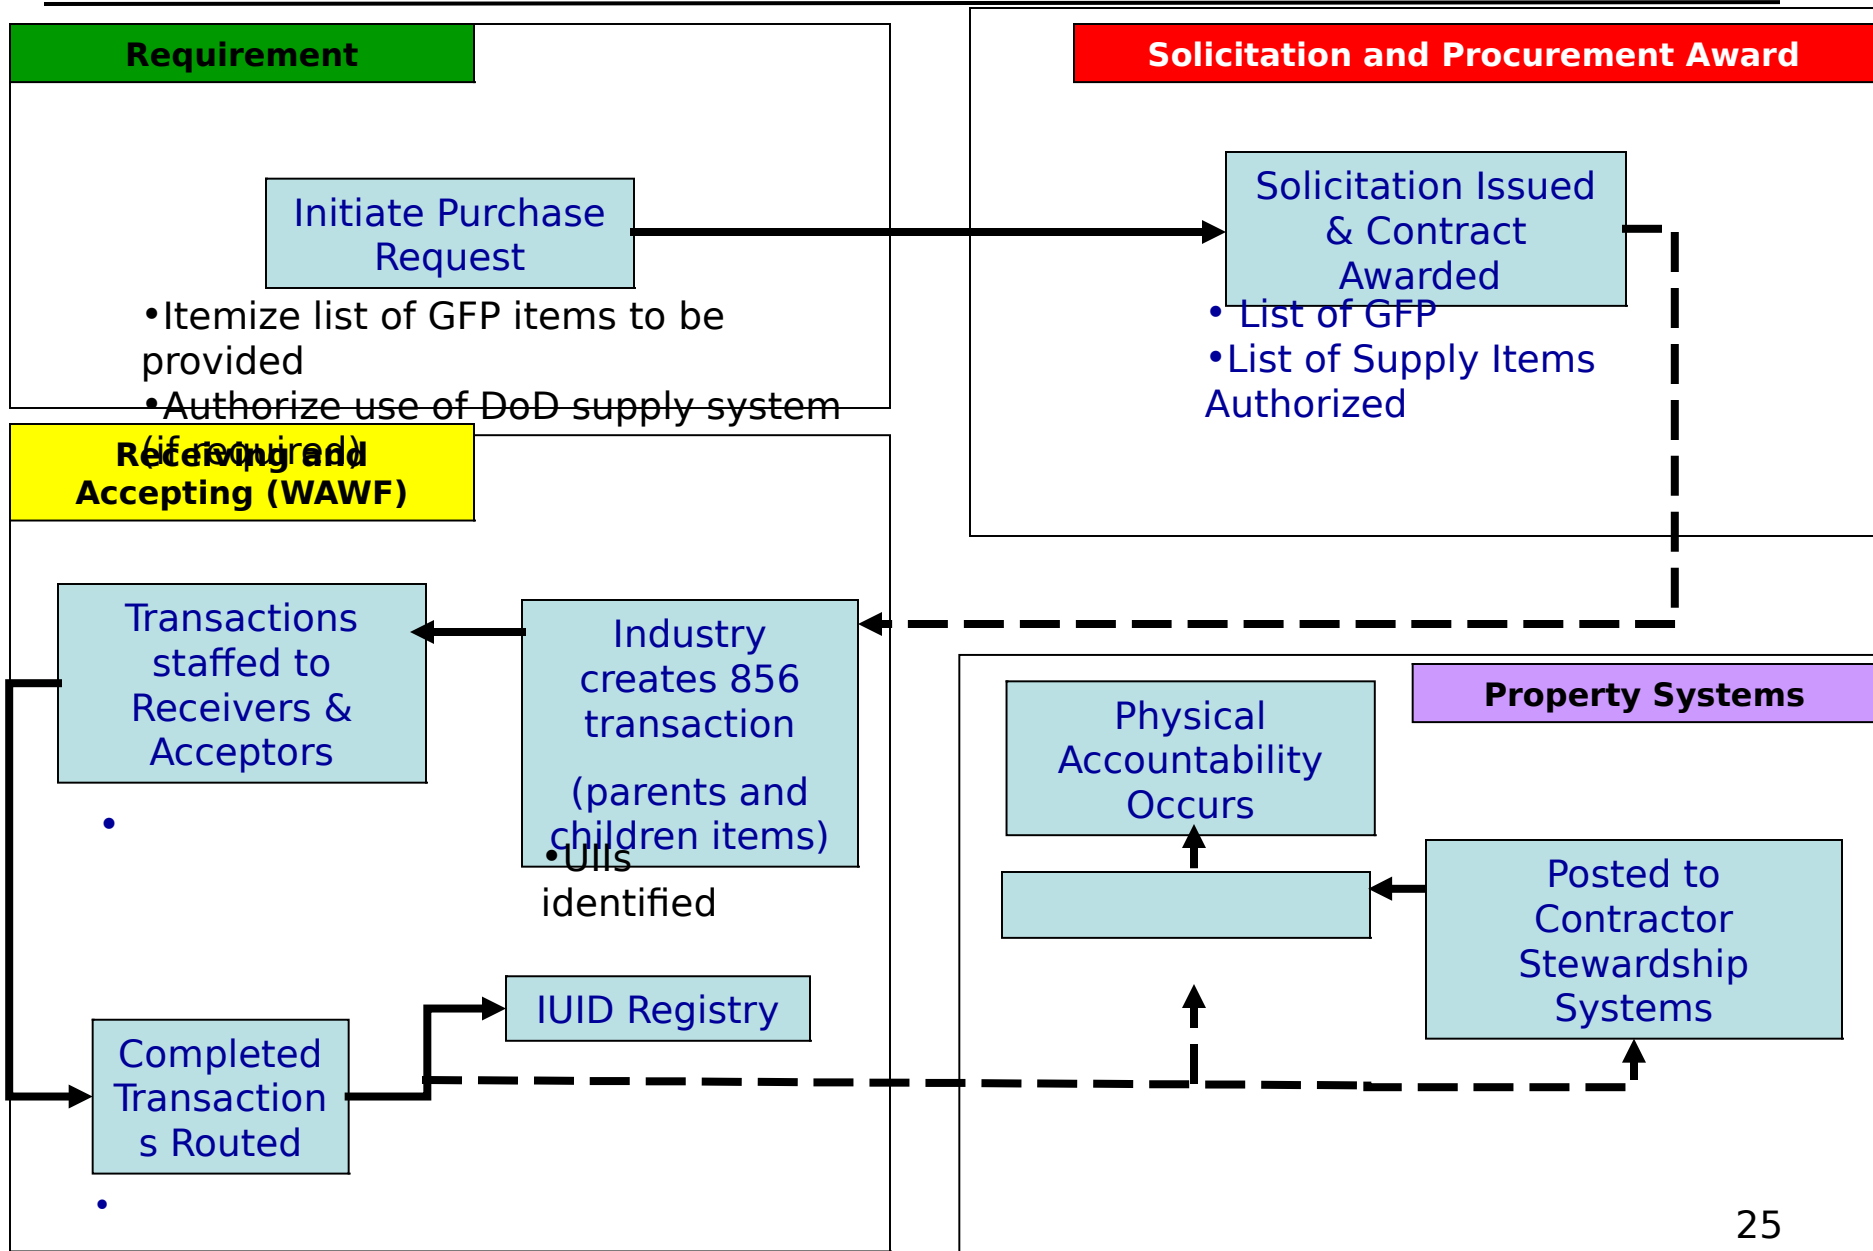 Requirement
Initiate Purchase
Request
•Itemize list of GFP items to be
provided
•Authorize use of DoD supply system
(if required)
Solicitation and Procurement Award
Solicitation Issued
& Contract
Awarded
• List of GFP
•List of Supply Items
Authorized
Receiving and
Accepting (WAWF)
Transactions
staffed to
Receivers &
Acceptors
•
Industry
creates 856
transaction
(parents and
children items)
•UIIs
identified
IUID Registry
Completed
Transaction
s Routed
•
Property Systems
Physical
Accountability
Occurs
Posted to
Contractor
Stewardship
Systems
25